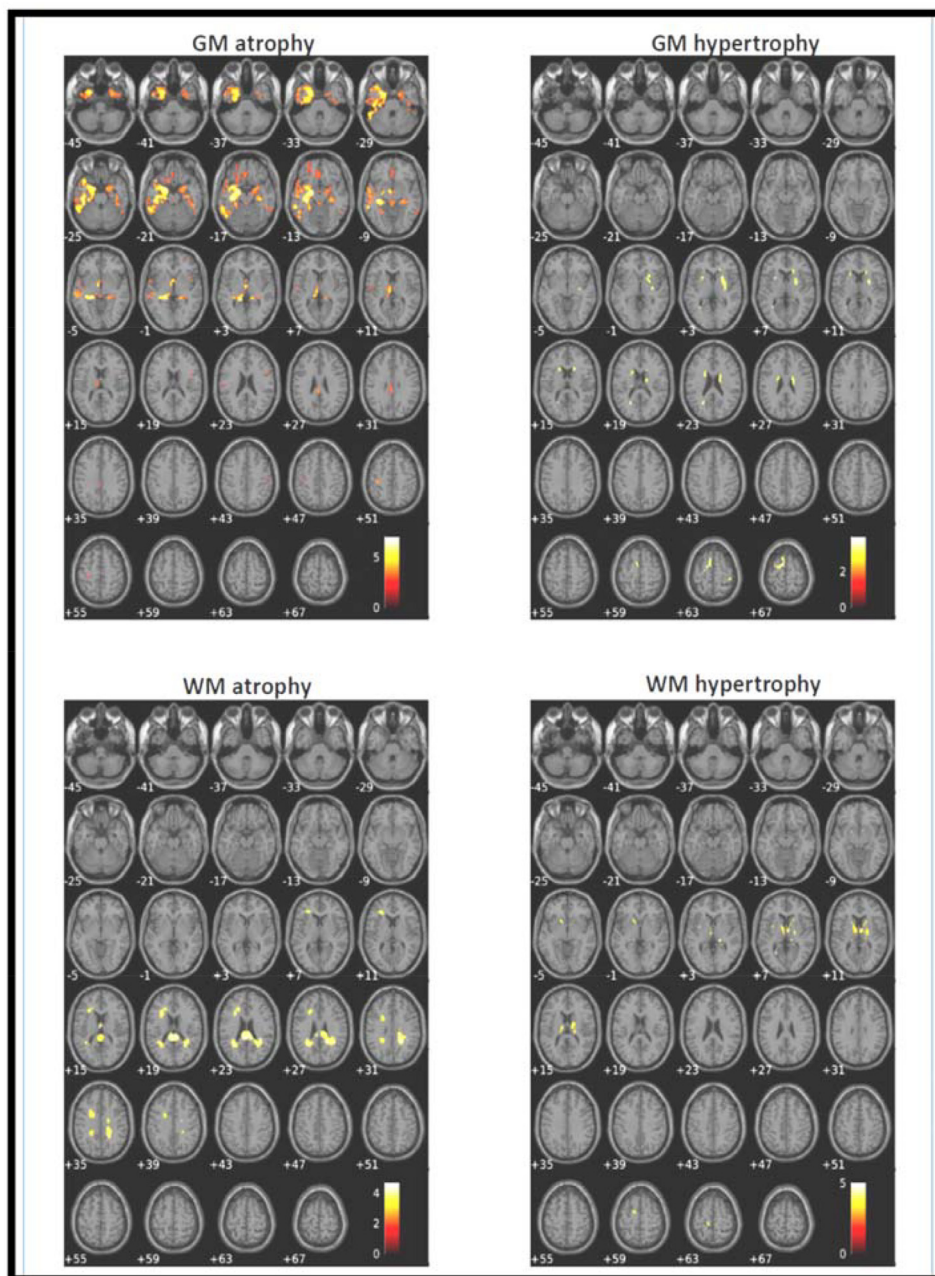 GM atrophy
-45 -41 -37 -33 -29
-25 -21 -17 -13 -9
-5 -1 +3 +7 +11
+15 +19 +23 +27 +31
+35 +39 +43 +47 +51
5
0
+55 +59 +63 +67
GM hypertrophy
-45 -41 -37 -33 -29
-25 -21 -17 -13 -9
-5 -1 +3 +7 +11
+15 +19 +23 +27 +31
+35 +39 +43 +47 +51
2
0
+55 +59 +63 +67
WM atrophy
-45 -41 -37 -33 -29
-25 -21 -17 -13 -9
-5 -1 +3 +7 +11
+15 +19 +23 +27 +31
+35 +39 +43 +47 +51
4
2
0
+55 +59 +63 +67
WM hypertrophy
-45 -41 -37 -33 -29
-25 -21 -17 -13 -9
-5 -1 +3 +7 +11
+15 +19 +23 +27 +31
+35 +39 +43 +47 +51
5
0
+55 +59 +63 +67